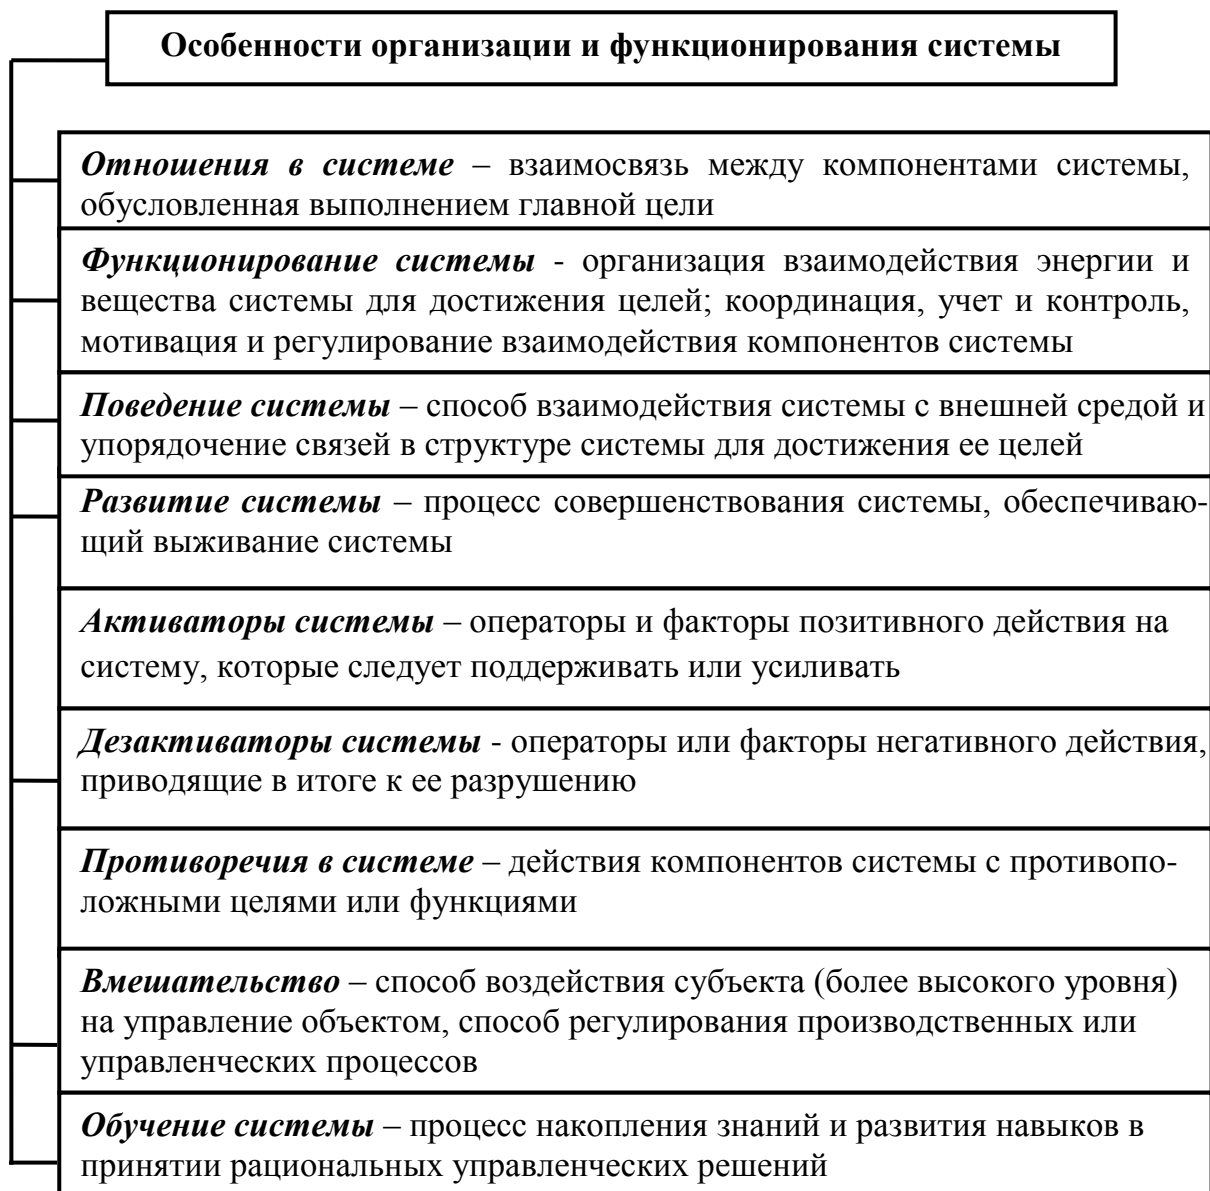 Особенности организации и функционирования системы
Отношения в системе – взаимосвязь между компонентами системы,
обусловленная выполнением главной цели
Функционирование системы - организация взаимодействия энергии и
вещества системы для достижения целей; координация, учет и контроль,
мотивация и регулирование взаимодействия компонентов системы
Поведение системы – способ взаимодействия системы с внешней средой и
упорядочение связей в структуре системы для достижения ее целей
Развитие системы – процесс совершенствования системы, обеспечиваю-
щий выживание системы
Активаторы системы – операторы и факторы позитивного действия на
систему, которые следует поддерживать или усиливать
Дезактиваторы системы - операторы или факторы негативного действия,
приводящие в итоге к ее разрушению
Противоречия в системе – действия компонентов системы с противопо-
ложными целями или функциями
Вмешательство – способ воздействия субъекта (более высокого уровня)
на управление объектом, способ регулирования производственных или
управленческих процессов
Обучение системы – процесс накопления знаний и развития навыков в
принятии рациональных управленческих решений